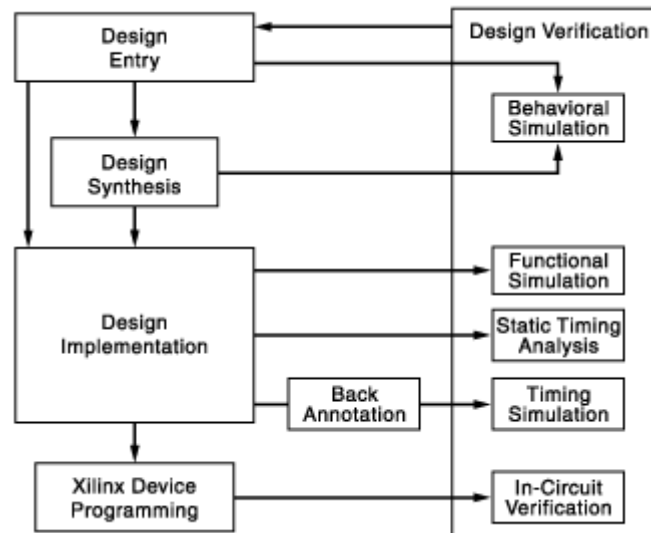 Design
Entry
Design Verification
Behavioral
Simulation
Design
Synthesis
Functional
Simulation
Design
Implementation
Static Timing
Analysis
Back
Annotation
Timing
Simulation
Xilinx Device
Programming
In-Circuit
Verification